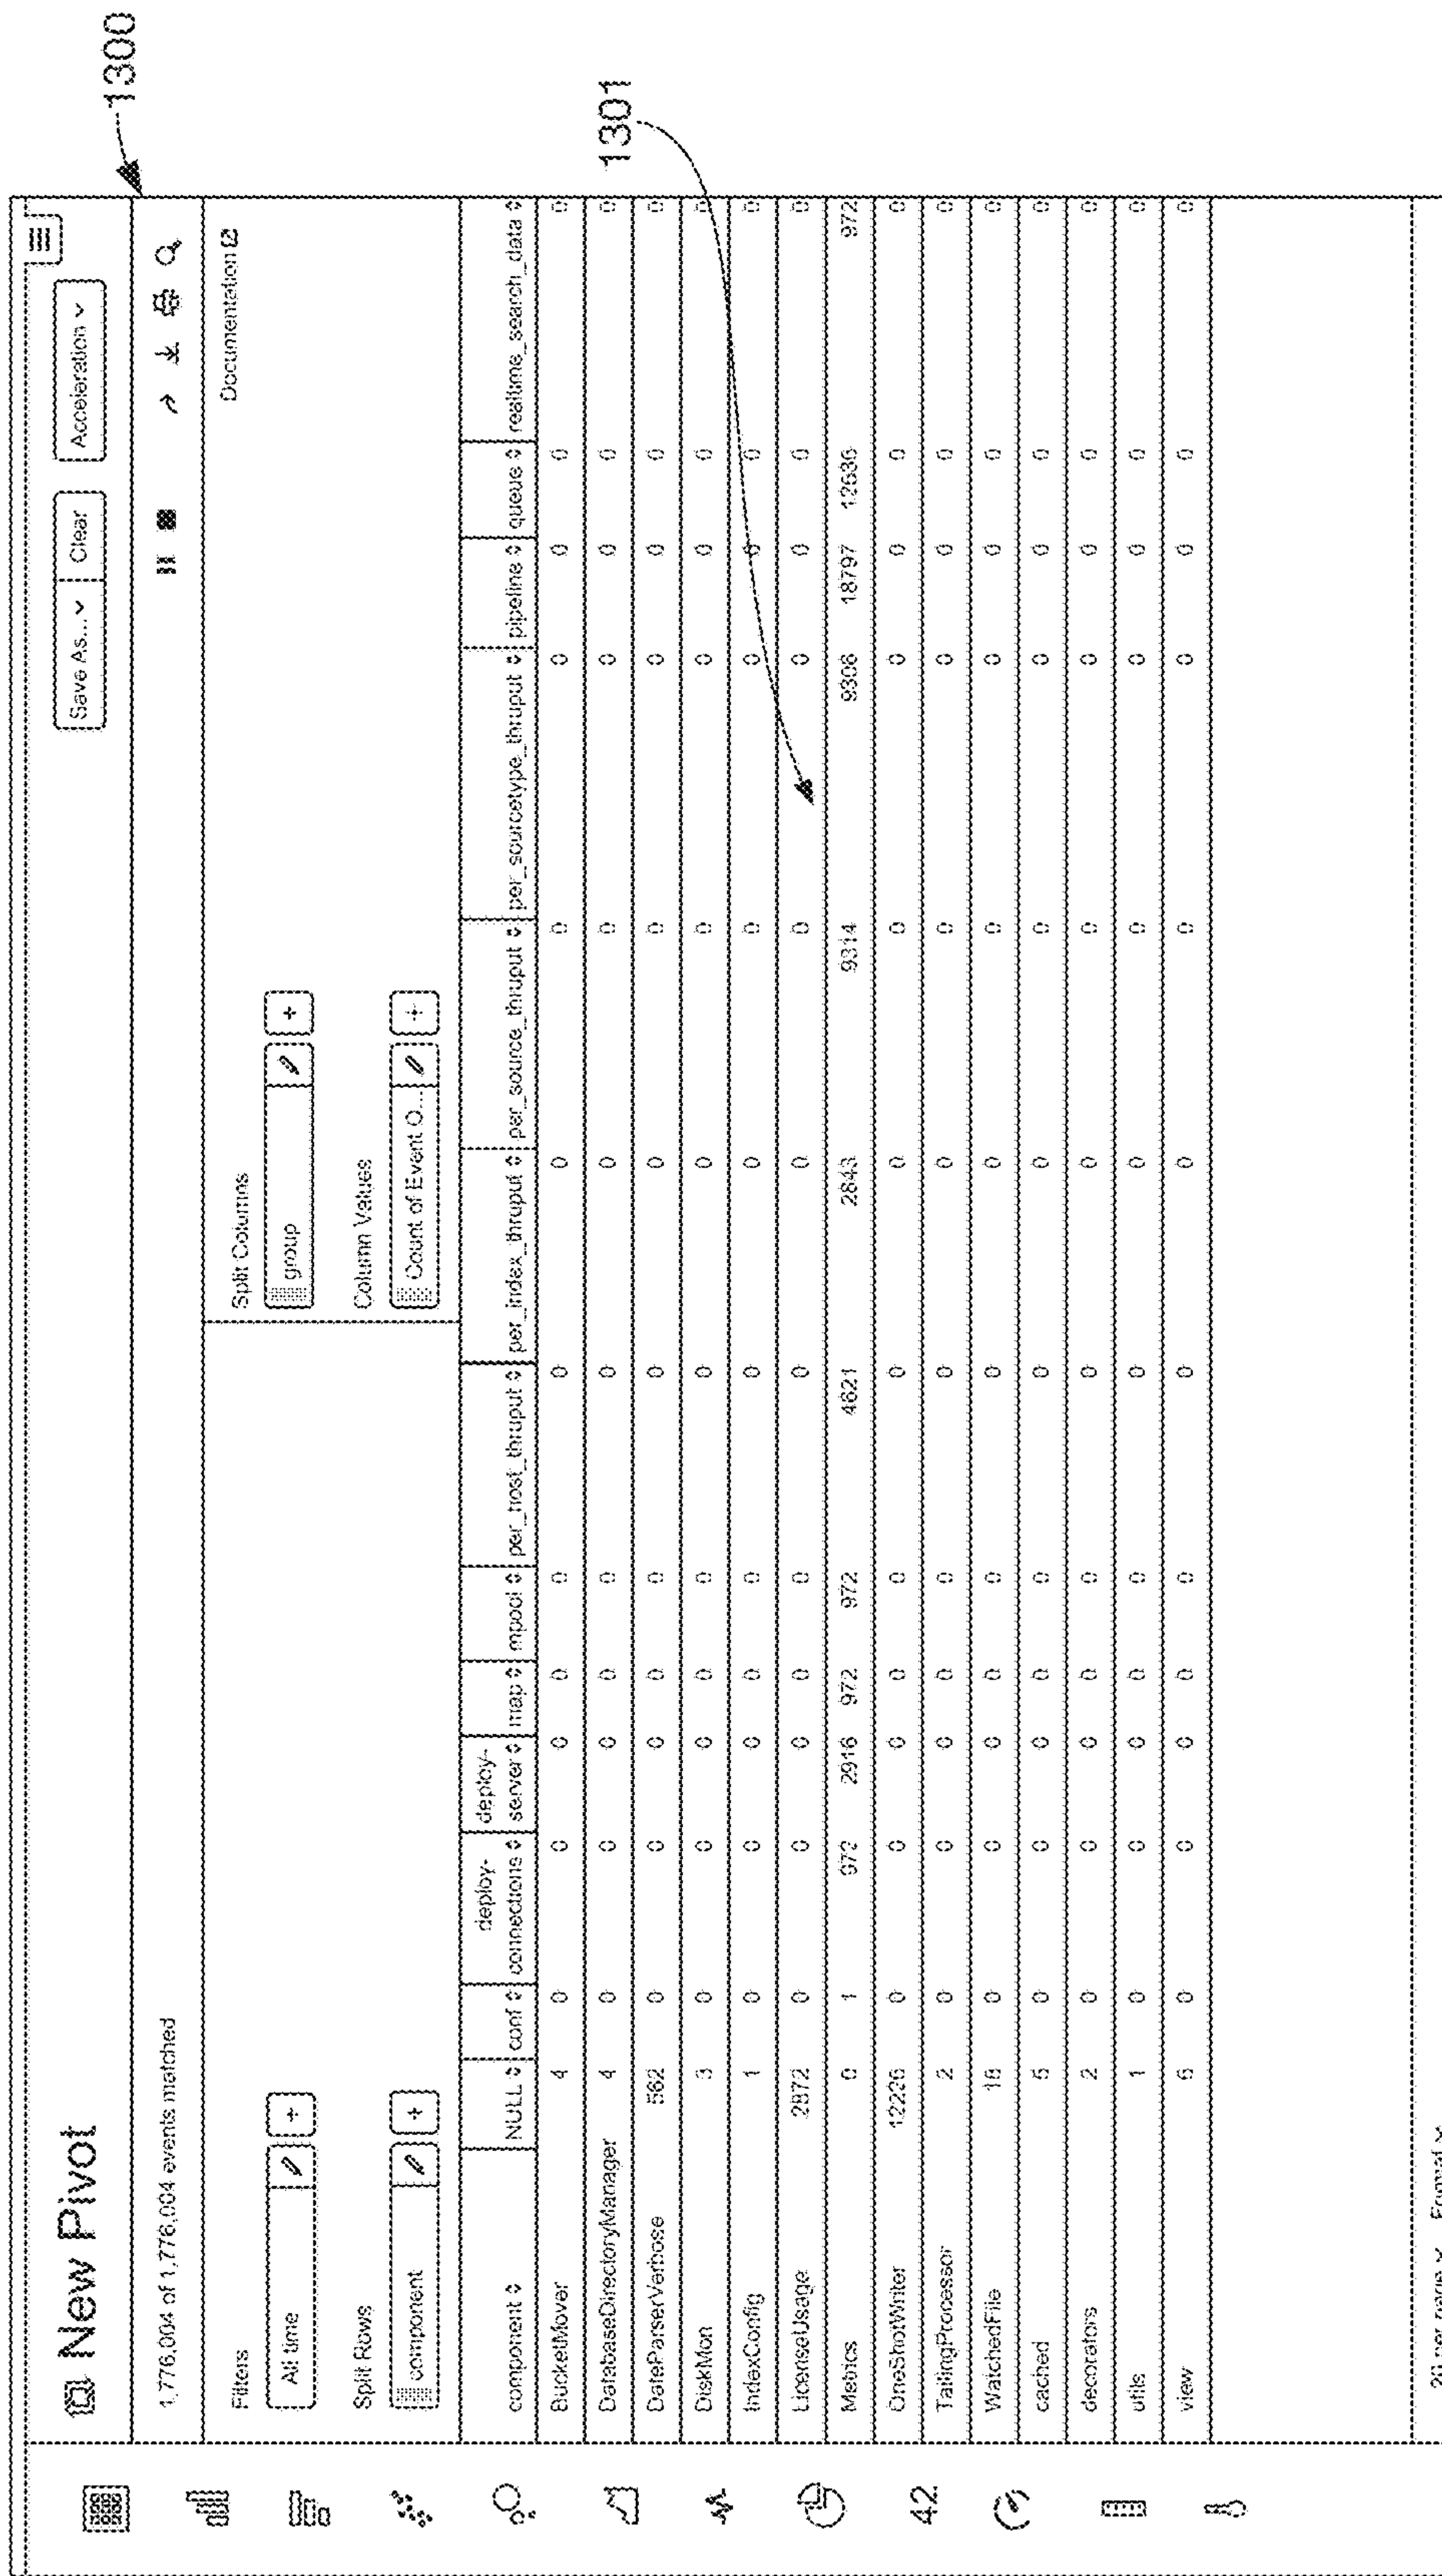 1300
New Pivot
Save As... Clear Acceleration
1,776,004 of 1,776,004 events matched
Filters Split Columns Documentation
All time + group +
Split Rows Column Values
component + Count of Event O... +
component NULL conf deploy-connections deploy-server map mpool per_host_thruput per_index_thruput per_source_thruput per_sourcetype_thruput pipeline queue realtime_search_data
BucketMover 4 0 0 0 0 0 0 0 0 0 0 0 0
DatabaseDirectoryManager 4 0 0 0 0 0 0 0 0 0 0 0 0
DateParserVerbose 562 0 0 0 0 0 0 0 0 0 0 0 0
DiskMon 3 0 0 0 0 0 0 0 0 0 0 0 0
IndexConfig 1 0 0 0 0 0 0 0 0 0 0 0 0
LicenseUsage 2872 0 0 0 0 0 0 0 0 0 0 0 0
Metrics 0 1 972 2916 972 972 4621 2843 9314 9306 18797 12636 972
OneShotWriter 12226 0 0 0 0 0 0 0 0 0 0 0 0
TailingProcessor 2 0 0 0 0 0 0 0 0 0 0 0 0
WatchedFile 18 0 0 0 0 0 0 0 0 0 0 0 0
cached 5 0 0 0 0 0 0 0 0 0 0 0 0
decorators 2 0 0 0 0 0 0 0 0 0 0 0 0
utils 1 0 0 0 0 0 0 0 0 0 0 0 0
view 0 0 0 0 0 0 0 0 0 0 0 0
1301
42
20 per page Format